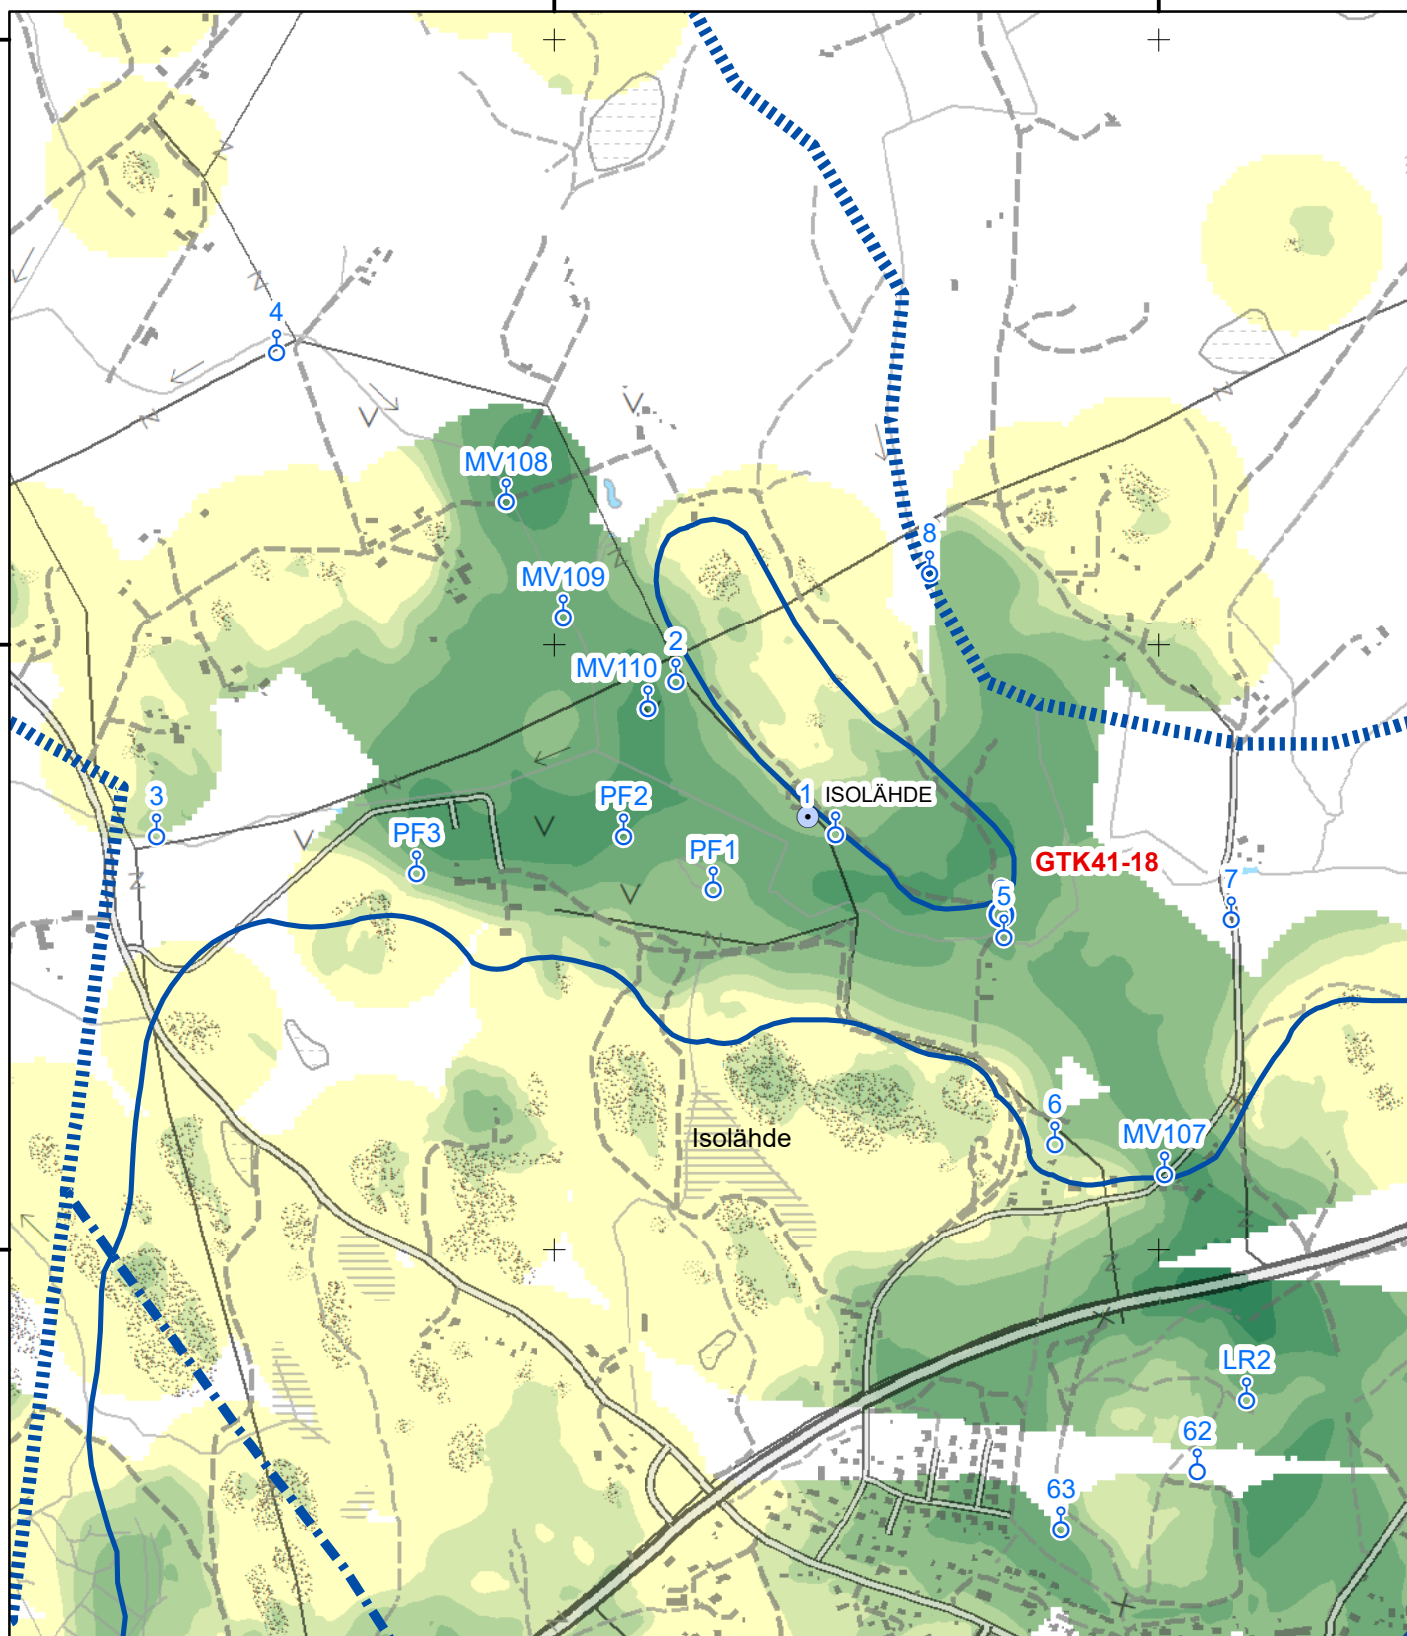 4
MV108
8
MV109
2
MV110
3
PF2
1
ISOLÄHDE
PF3
PF1
GTK41-18
7
5
6
MV107
Isolähde
LR2
62
63